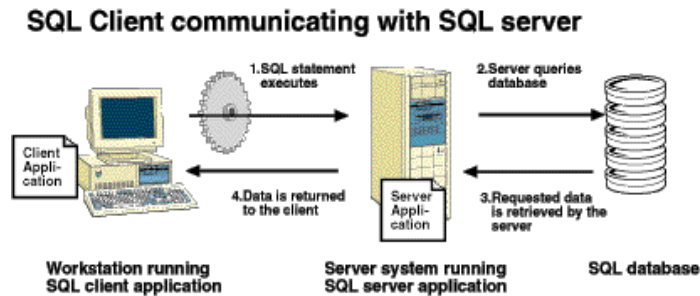 SQL Client communicating with SQL server
1.SQL statement
executes
2.Server queries
database
Client
Appli-
cation
4.Data is returned
to the client
Server
Appli-
cation
3.Requested data
is retrieved by the
server
Workstation running
SQL client application
Server system running
SQL server application
SQL database